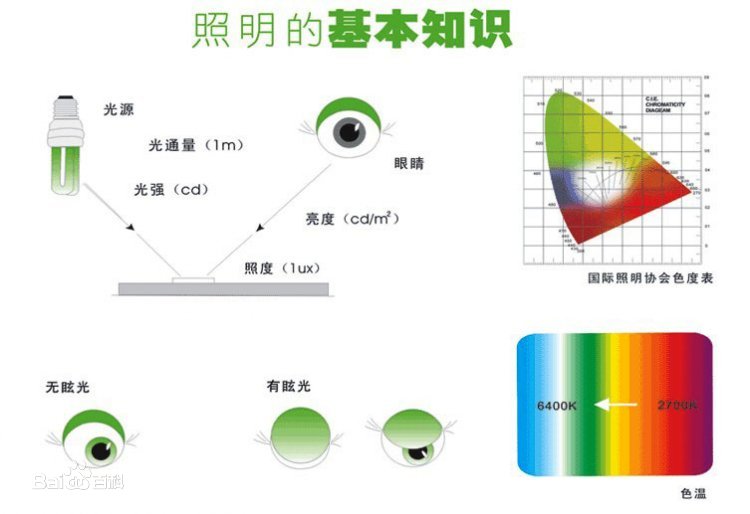 照明的基本知识
光源
光通量（1m）
光强（cd）
眼睛
亮度（cd/m²）
照度（1ux）
C.I.E.
CHROMATICITY
DIAGREAM
国际照明协会色度表
无眩光
有眩光
6400K
2700K
色温
Baidu百科